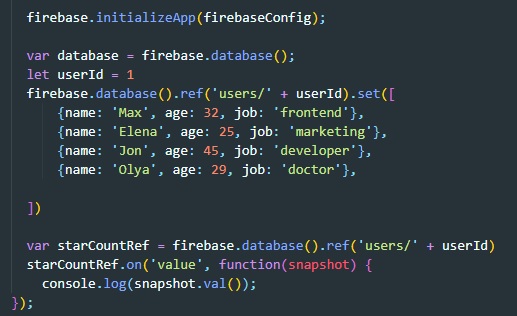 firebase.initializeApp(firebaseConfig);
var database = firebase.database();
let userId = 1
firebase.database().ref('users/' + userId).set([
{name: 'Max', age: 32, job: 'frontend'},
{name: 'Elena', age: 25, job: 'marketing'},
{name: 'Jon', age: 45, job: 'developer'},
{name: 'Olya', age: 29, job: 'doctor'},
])
var starCountRef = firebase.database().ref('users/' + userId)
starCountRef.on('value', function(snapshot) {
console.log(snapshot.val());
});